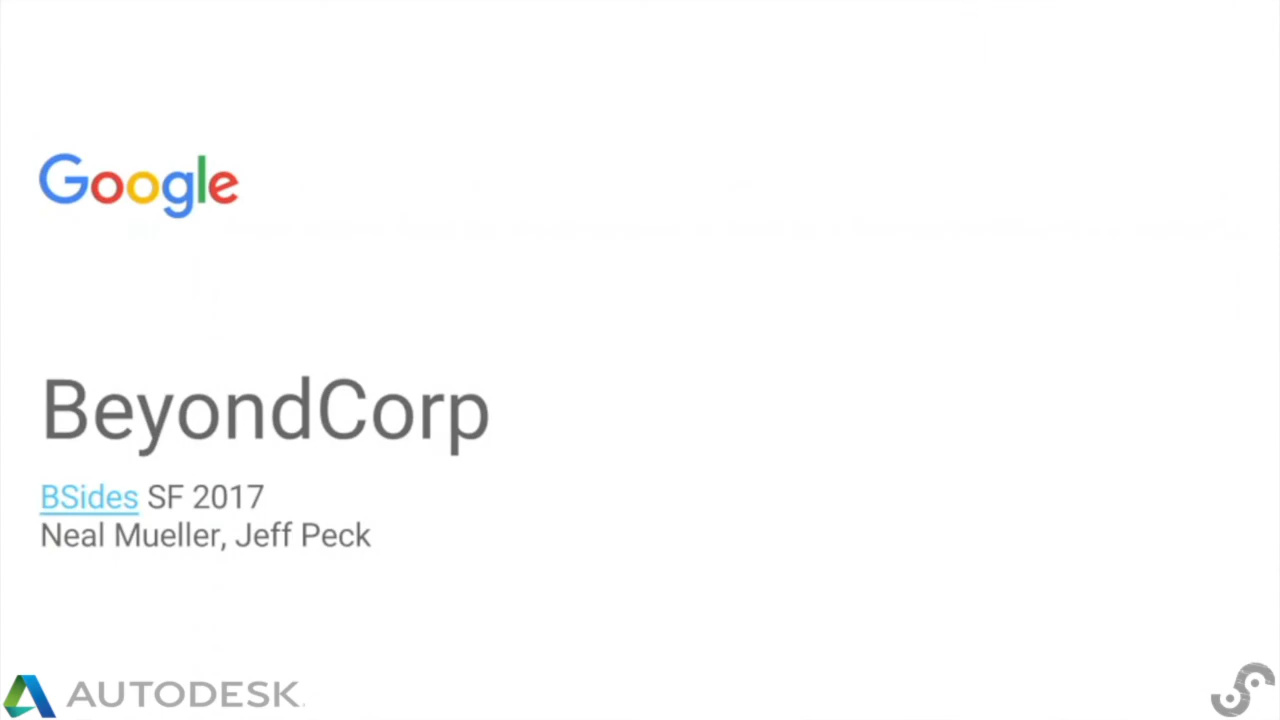 Google
BeyondCorp
BSides SF 2017
Neal Mueller, Jeff Peck
AUTODESK.